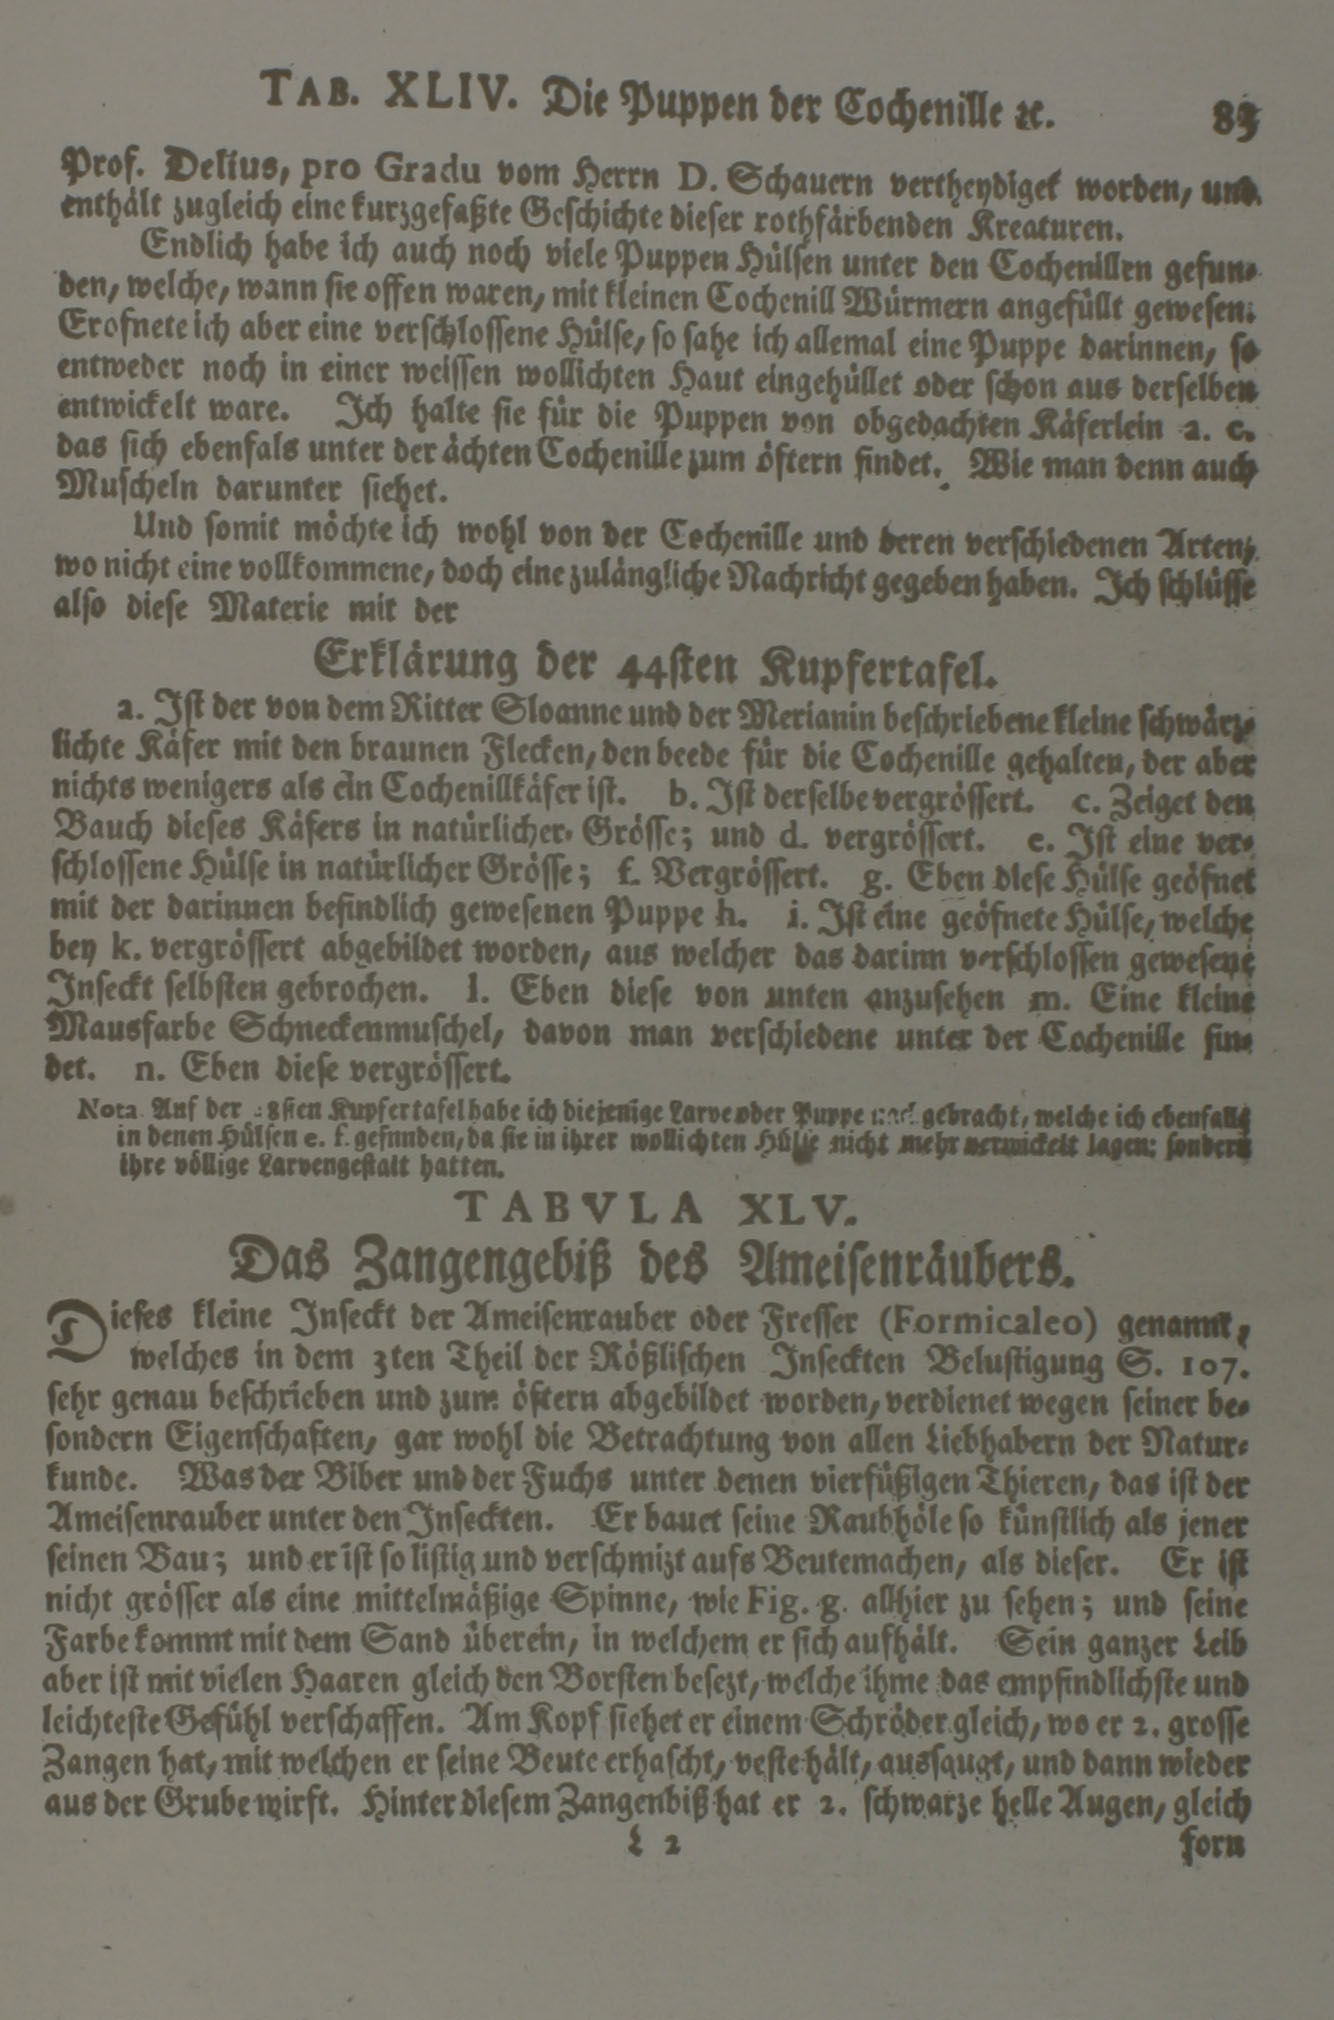 TAB. XLIV. Die Puppen der Cochenille ꝛc. 83
Prof. Delius, pro Gradu vom Herrn D. Schauern vertheydiget worden, und
enthält zugleich eine kurzgefaßte Geschichte dieser rothfärbenden Kreaturen.
Endlich habe ich auch noch viele Puppen Hülsen unter den Cochenillen gefun-
den, welche, wann sie offen waren, mit kleinen Cochenill Würmern angefüllt gewesen:
Erofnete ich aber eine verschlossene Hülse, so sahe ich allemal eine Puppe darinnen, so
entweder noch in einer weissen wollichten Haut eingehüllet oder schon aus derselben
entwickelt ware. Ich halte sie für die Puppen von obgedachten Käferlein a. c.
das sich ebenfals unter der ächten Cochenille zum öftern findet. Wie man denn auch
Muscheln darunter siehet.
Und somit möchte ich wohl von der Cochenille und deren verschiedenen Arten,
wo nicht eine vollkommene, doch eine zulängliche Nachricht gegeben haben. Ich schlüsse
also diese Materie mit der
Erklärung der 44sten Kupfertafel.
a. Ist der von dem Ritter Sloanne und der Merianin beschriebene kleine schwärz-
lichte Käfer mit den braunen Flecken, den beede für die Cochenille gehalten, der aber
nichts wenigers als ein Cochenillkäfer ist. b. Ist derselbe vergrössert. c. Zeiget den
Bauch dieses Käfers in natürlicher Grösse; und d. vergrössert. e. Ist eine ver-
schlossene Hülse in natürlicher Grösse; f. Vergrössert. g. Eben diese Hülse geöfnet
mit der darinnen befindlich gewesenen Puppe h. i. Ist eine geöfnete Hülse, welche
bey k. vergrössert abgebildet worden, aus welcher das darinn verschlossen gewesene
Inseckt selbsten gebrochen. l. Eben diese von unten anzusehen m. Eine kleine
Mausfarbe Schneckenmuschel, davon man verschiedene unter der Cochenille fin-
det. n. Eben diese vergrössert.
Nota Auf der 8sten Kupfertafel habe ich diejenige Larve oder Puppe gebracht, welche ich ebenfalls
in denen Hülsen e. f. gefunden, da sie in ihrer wollichten Hülse nicht mehr verwickelt lagen: sondern
ihre völlige Larvengestalt hatten.
TABVLA XLV.
Das Zangengebiß des Ameisenräubers.
Dieses kleine Inseckt der Ameisenrauber oder Fresser (Formicaleo) genannt,
welches in dem 3ten Theil der Rößlischen Inseckten Belustigung S. 107.
sehr genau beschrieben und zum öftern abgebildet worden, verdienet wegen seiner be-
sondern Eigenschaften, gar wohl die Betrachtung von allen Liebhabern der Natur-
kunde. Was der Biber und der Fuchs unter denen vierfüßigen Thieren, das ist der
Ameisenrauber unter den Inseckten. Er bauet seine Raubhöle so künstlich als jener
seinen Bau; und er ist so listig und verschmizt aufs Beutemachen, als dieser. Er ist
nicht grösser als eine mittelmäßige Spinne, wie Fig. g. allhier zu sehen; und seine
Farbe kommt mit dem Sand überein, in welchem er sich aufhält. Sein ganzer Leib
aber ist mit vielen Haaren gleich den Borsten besezt, welche ihme das empfindlichste und
leichteste Gefühl verschaffen. Am Kopf siehet er einem Schröder gleich, wo er 2. grosse
Zangen hat, mit welchen er seine Beute erhascht, veste hält, aussaugt, und dann wieder
aus der Grube wirft. Hinter diesem Zangenbiß hat er 2. schwarze helle Augen, gleich
L 2 forn